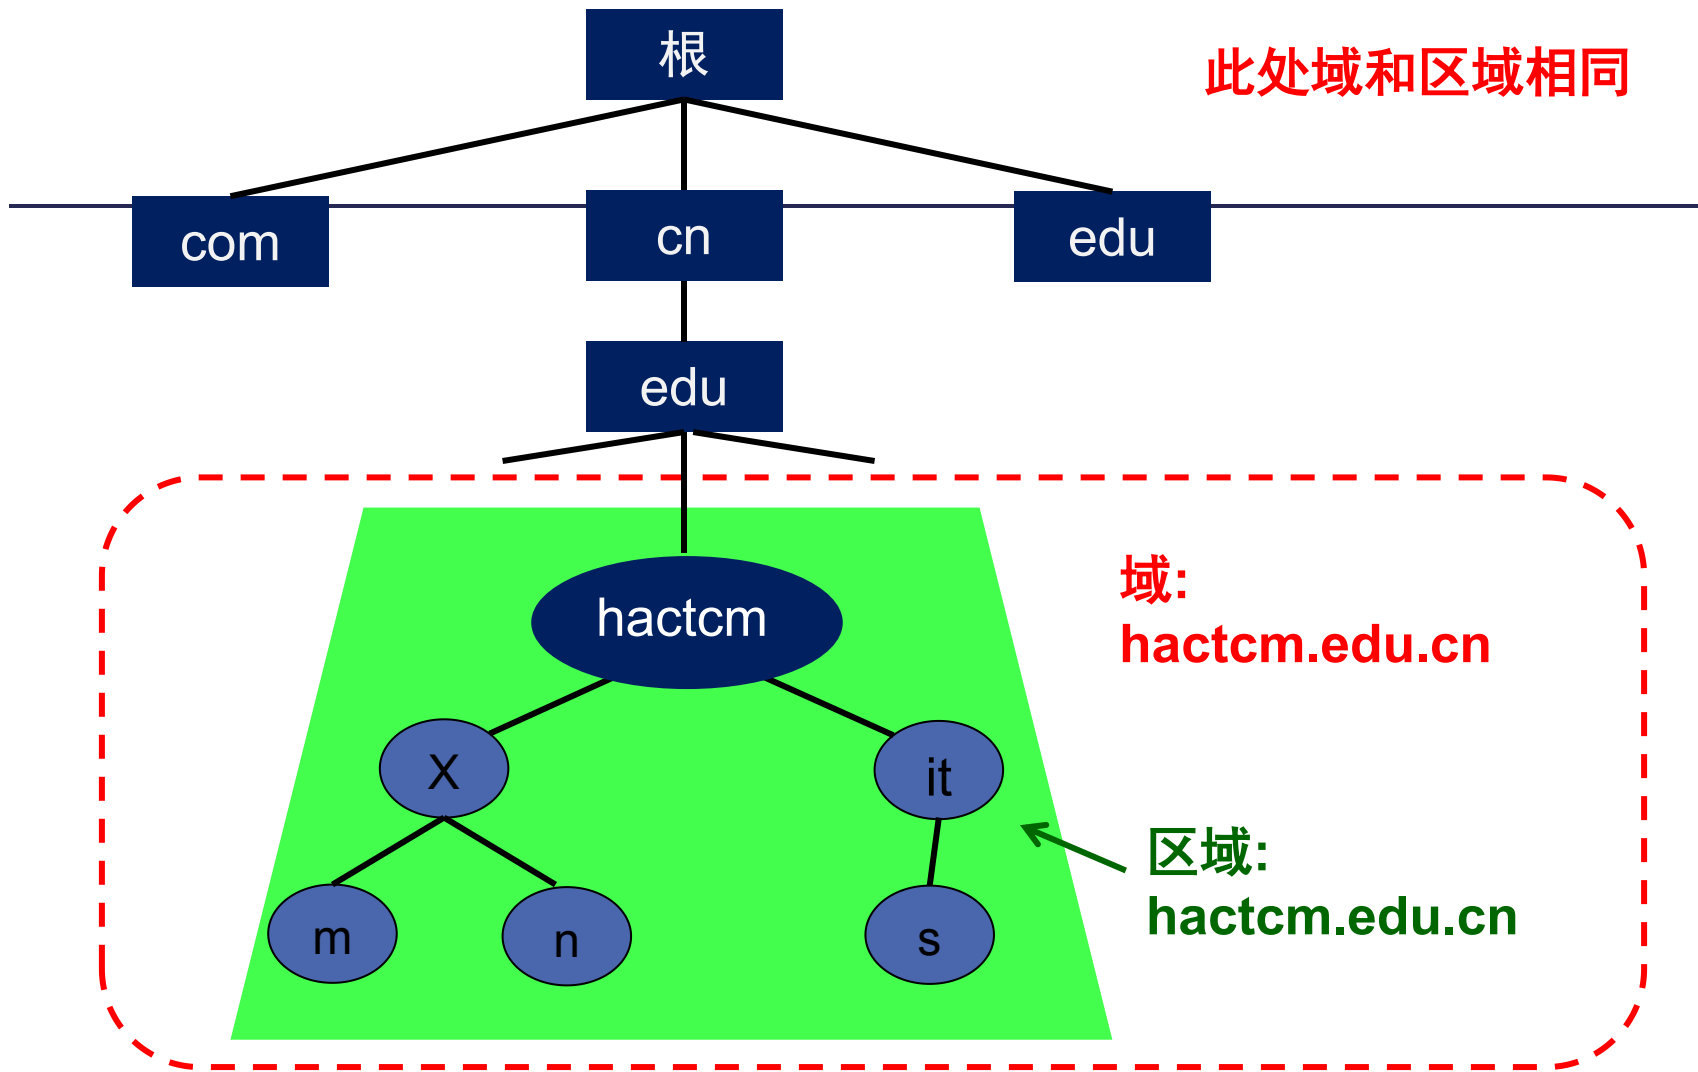 根
此处域和区域相同
com
cn
edu
edu
域:
hactcm.edu.cn
hactcm
X
it
区域:
hactcm.edu.cn
m
n
s